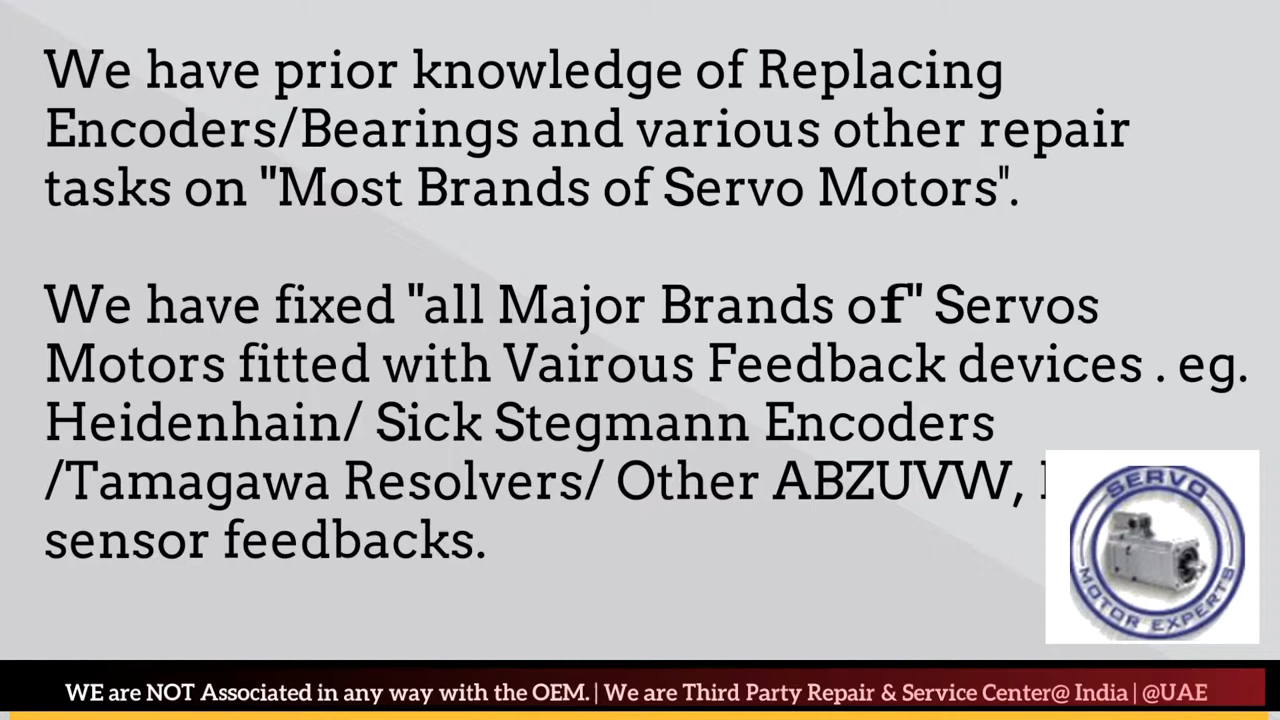 We have prior knowledge of Replacing
Encoders/Bearings and various other repair
tasks on "Most Brands of Servo Motors".
We have fixed "all Major Brands of" Servos
Motors fitted with Vairous Feedback devices . eg.
Heidenhain/ Sick Stegmann Encoders
/Tamagawa Resolvers/ Other ABZUVW,
sensor feedbacks.
SERVO
MOTOR EXPERTS
WE are NOT Associated in any way with the OEM. | We are Third Party Repair & Service Center@ India | @UAE